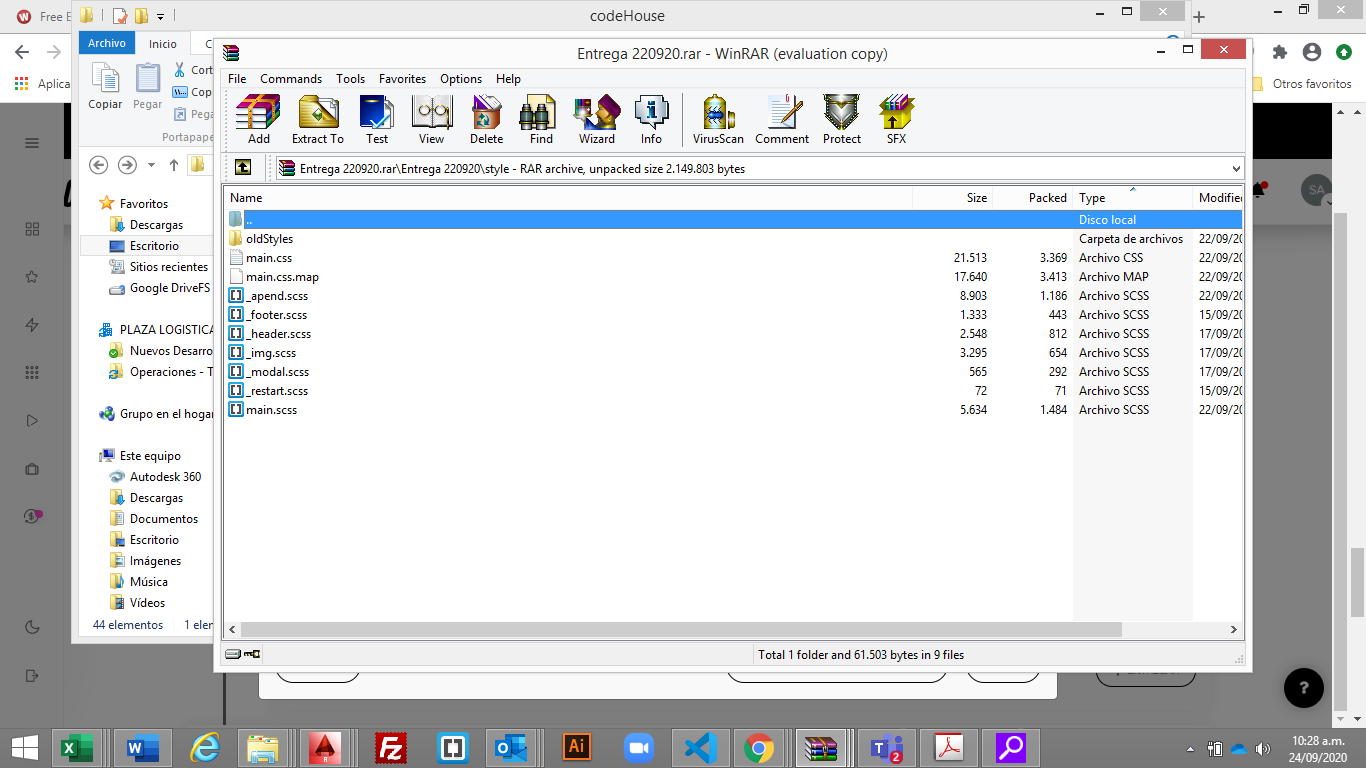 Free E
codeHouse
Archivo
Inicio
C
Entrega 220920.rar - WinRAR (evaluation copy)
Aplica
Otros favoritos
Copiar
Pegar
Cort
Cop
Pega
Portapape
File Commands Tools Favorites Options Help
Add Extract To Test View Delete Find Wizard Info VirusScan Comment Protect SFX
Entrega 220920.rar\Entrega 220920\style - RAR archive, unpacked size 2.149.803 bytes
Name Size Packed Type Modified
.. Disco local
oldStyles Carpeta de archivos 22/09/20
main.css 21.513 3.369 Archivo CSS 22/09/20
main.css.map 17.640 3.413 Archivo MAP 22/09/20
_apend.scss 8.903 1.186 Archivo SCSS 22/09/20
_footer.scss 1.333 443 Archivo SCSS 15/09/20
_header.scss 2.548 812 Archivo SCSS 17/09/20
_img.scss 3.295 654 Archivo SCSS 17/09/20
_modal.scss 565 292 Archivo SCSS 17/09/20
_restart.scss 72 71 Archivo SCSS 15/09/20
main.scss 5.634 1.484 Archivo SCSS 22/09/20
Favoritos
Descargas
Escritorio
Sitios recientes
Google DriveFS
PLAZA LOGISTICA
Nuevos Desarro
Operaciones - T
Grupo en el hogar
Este equipo
Autodesk 360
Descargas
Documentos
Escritorio
Imágenes
Música
Vídeos
44 elementos 1 elem
Total 1 folder and 61.503 bytes in 9 files
SA
?
Ai
2
10:28 a.m.
24/09/2020